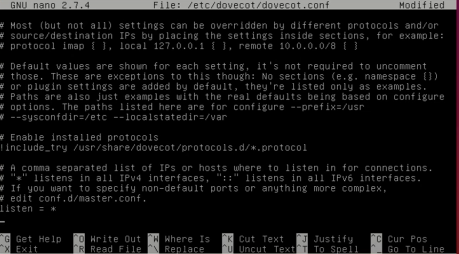 GNU nano 2.7.4 File: /etc/dovecot/dovecot.conf Modified
# Most (but not all) settings can be overridden by different protocols and/or
# source/destination IPs by placing the settings inside sections, for example:
# protocol imap { }, local 127.0.0.1 { }, remote 10.0.0.0/8 { }
# Default values are shown for each setting, it's not required to uncomment
# those. These are exceptions to this though: No sections (e.g. namespace {})
# or plugin settings are added by default, they're listed only as examples.
# Paths are also just examples with the real defaults being based on configure
# options. The paths listed here are for configure --prefix=/usr
# --sysconfdir=/etc --localstatedir=/var
# Enable installed protocols
!include_try /usr/share/dovecot/protocols.d/*.protocol
# A comma separated list of IPs or hosts where to listen in for connections.
# "*" listens in all IPv4 interfaces, "::" listens in all IPv6 interfaces.
# If you want to specify non-default ports or anything more complex,
# edit conf.d/master.conf.
listen = *
^G Get Help ^O Write Out ^W Where Is ^K Cut Text ^J Justify ^C Cur Pos
^X Exit ^R Read File ^\ Replace ^U Uncut Text ^T To Spell ^_ Go To Line